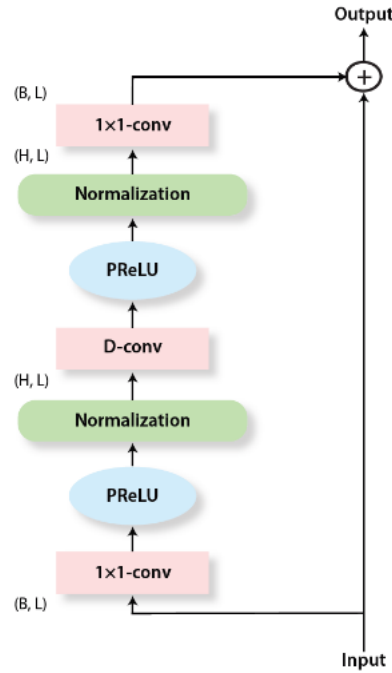 Output
+
(B, L)
1×1-conv
(H, L)
Normalization
PReLU
D-conv
(H, L)
Normalization
PReLU
1×1-conv
(B, L)
Input